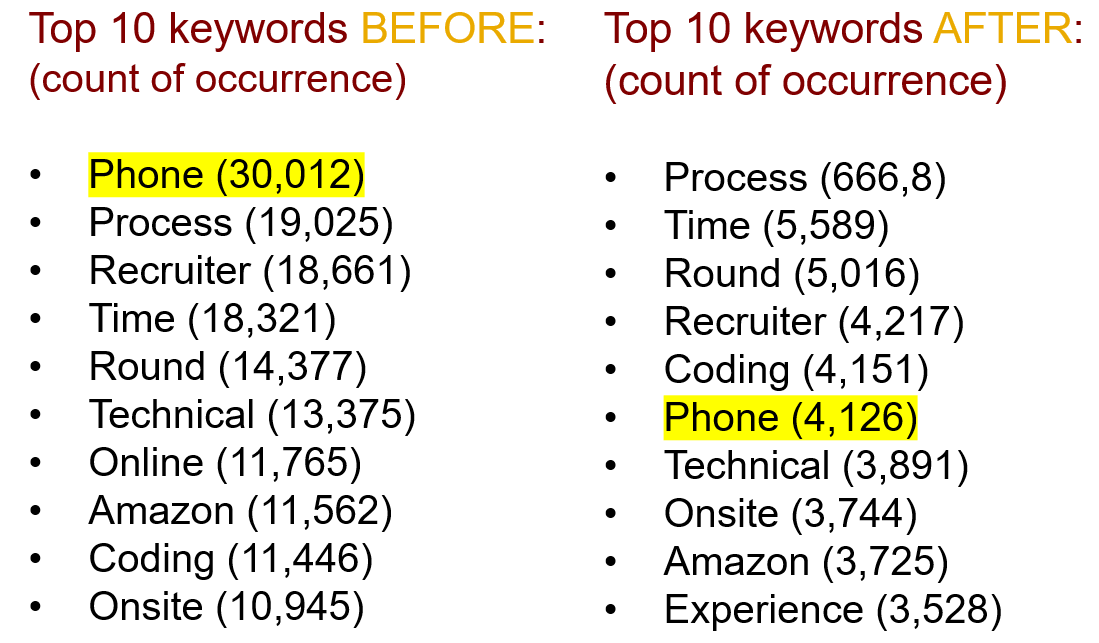 Top 10 keywords BEFORE:
(count of occurrence)
• Phone (30,012)
• Process (19,025)
• Recruiter (18,661)
• Time (18,321)
• Round (14,377)
• Technical (13,375)
• Online (11,765)
• Amazon (11,562)
• Coding (11,446)
• Onsite (10,945)
Top 10 keywords AFTER:
(count of occurrence)
• Process (666,8)
• Time (5,589)
• Round (5,016)
• Recruiter (4,217)
• Coding (4,151)
• Phone (4,126)
• Technical (3,891)
• Onsite (3,744)
• Amazon (3,725)
• Experience (3,528)